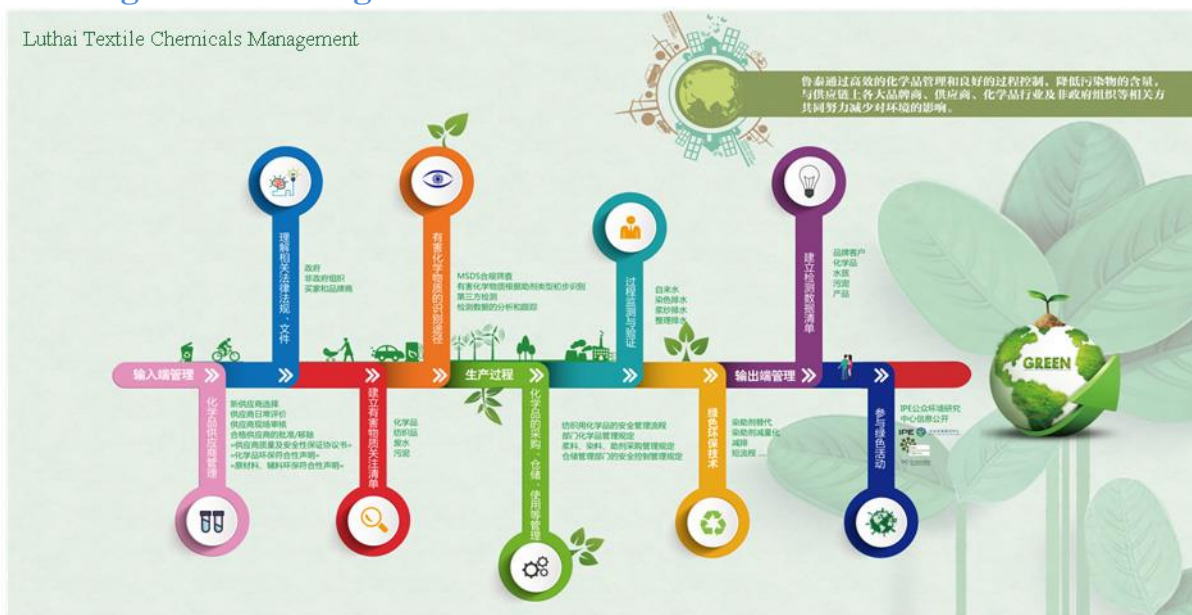 Luthai Textile Chemicals Management
鲁泰通过高效的化学品管理和良好的过程控制，降低污染物的含量，
与供应链上各大品牌商、供应商、化学品行业及非政府组织等相关方
共同努力减少对环境的影响。
理解相关法律法规、文件
政府
非政府组织
买家和品牌商
有害化学物质的识别途径
MSDS合规筛查
有害化学物质根据助剂类型初步识别
第三方检测
检测数据的分析和跟踪
过程监测与验证
自来水
染色排水
浆纱排水
整理排水
建立检测数据清单
品牌客户
化学品
水质
污泥
产品
输入端管理
生产过程
输出端管理
GREEN
化学品供应商管理
新供应商选择
供应商日常评价
供应商现场审核
合格供应商的批准/移除
«供应商质量及安全性保证协议书»
«化学品环保符合性声明»
«原材料、辅料环保符合性声明»
建立有害物质关注清单
化学品
纺织品
废水
污泥
化学品的采购、仓储、使用等管理
纺织用化学品的安全管理流程
部门化学品管理规定
浆料、染料、助剂采购管理规定
仓储管理部门的安全控制管理规定
绿色环保技术
染助剂替代
染助剂减量化
减排
短流程 ...
参与绿色活动
IPE公众环境研究
中心信息公开
IPE